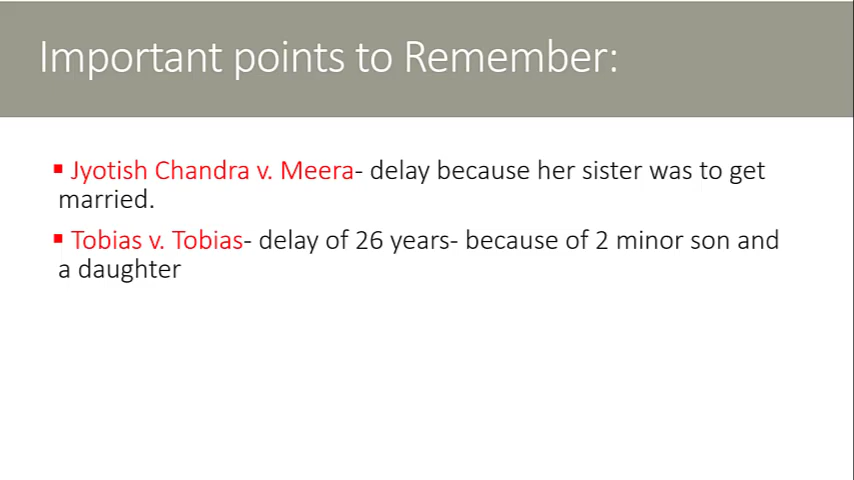 Important points to Remember:
▪ Jyotish Chandra v. Meera- delay because her sister was to get
married.
▪ Tobias v. Tobias- delay of 26 years- because of 2 minor son and
a daughter